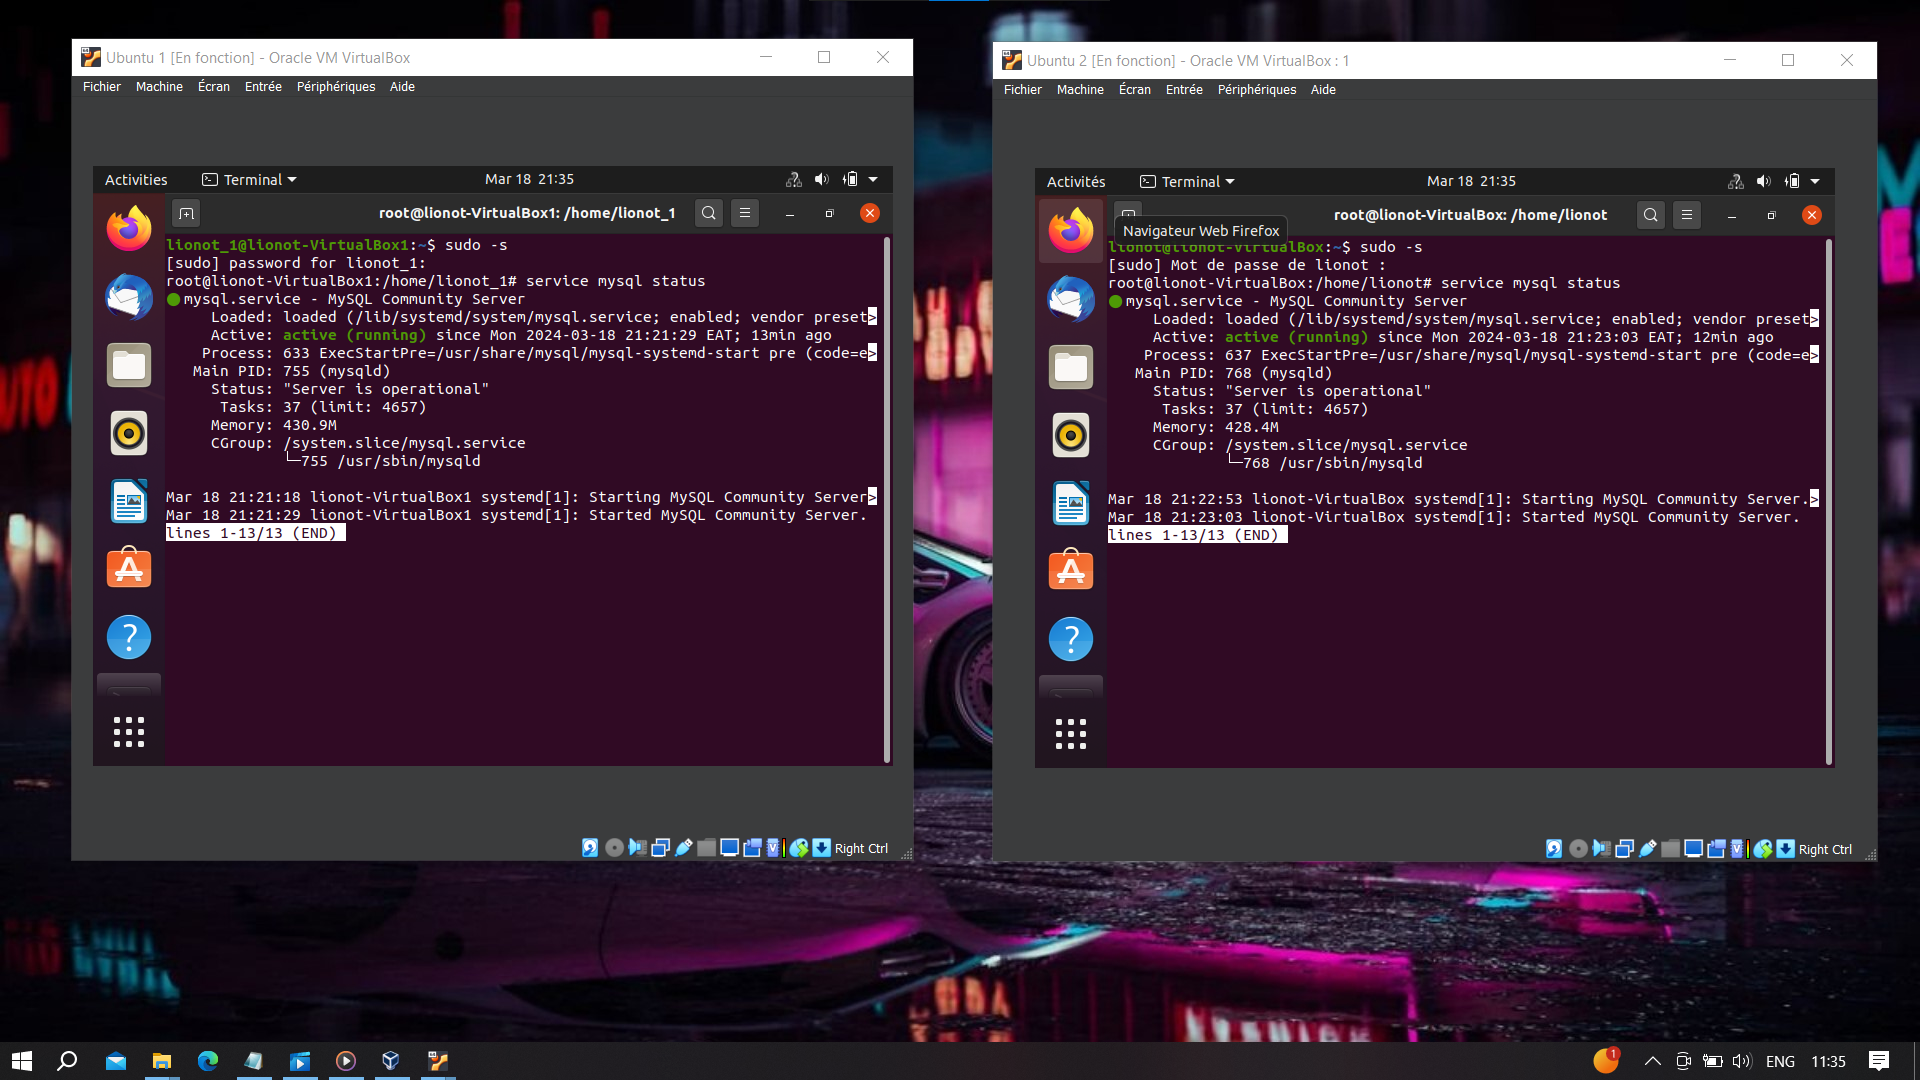 Ubuntu 1 [En fonction] - Oracle VM VirtualBox
Fichier Machine Écran Entrée Périphériques Aide
Activities Terminal Mar 18 21:35
root@lionot-VirtualBox1: /home/lionot_1
lionot_1@lionot-VirtualBox1:~$ sudo -s
[sudo] password for lionot_1:
root@lionot-VirtualBox1:/home/lionot_1# service mysql status
mysql.service - MySQL Community Server
Loaded: loaded (/lib/systemd/system/mysql.service; enabled; vendor preset>
Active: active (running) since Mon 2024-03-18 21:21:29 EAT; 13min ago
Process: 633 ExecStartPre=/usr/share/mysql/mysql-systemd-start pre (code=e>
Main PID: 755 (mysqld)
Status: "Server is operational"
Tasks: 37 (limit: 4657)
Memory: 430.9M
CGroup: /system.slice/mysql.service
└─755 /usr/sbin/mysqld
Mar 18 21:21:18 lionot-VirtualBox1 systemd[1]: Starting MySQL Community Server>
Mar 18 21:21:29 lionot-VirtualBox1 systemd[1]: Started MySQL Community Server.
lines 1-13/13 (END)
Right Ctrl
Ubuntu 2 [En fonction] - Oracle VM VirtualBox : 1
Fichier Machine Écran Entrée Périphériques Aide
Activités Terminal Mar 18 21:35
root@lionot-VirtualBox: /home/lionot
Navigateur Web Firefox
lionot@lionot-VirtualBox:~$ sudo -s
[sudo] Mot de passe de lionot :
root@lionot-VirtualBox:/home/lionot# service mysql status
mysql.service - MySQL Community Server
Loaded: loaded (/lib/systemd/system/mysql.service; enabled; vendor preset>
Active: active (running) since Mon 2024-03-18 21:23:03 EAT; 12min ago
Process: 637 ExecStartPre=/usr/share/mysql/mysql-systemd-start pre (code=e>
Main PID: 768 (mysqld)
Status: "Server is operational"
Tasks: 37 (limit: 4657)
Memory: 428.4M
CGroup: /system.slice/mysql.service
└─768 /usr/sbin/mysqld
Mar 18 21:22:53 lionot-VirtualBox systemd[1]: Starting MySQL Community Server.>
Mar 18 21:23:03 lionot-VirtualBox systemd[1]: Started MySQL Community Server.
lines 1-13/13 (END)
Right Ctrl
1
ENG 11:35